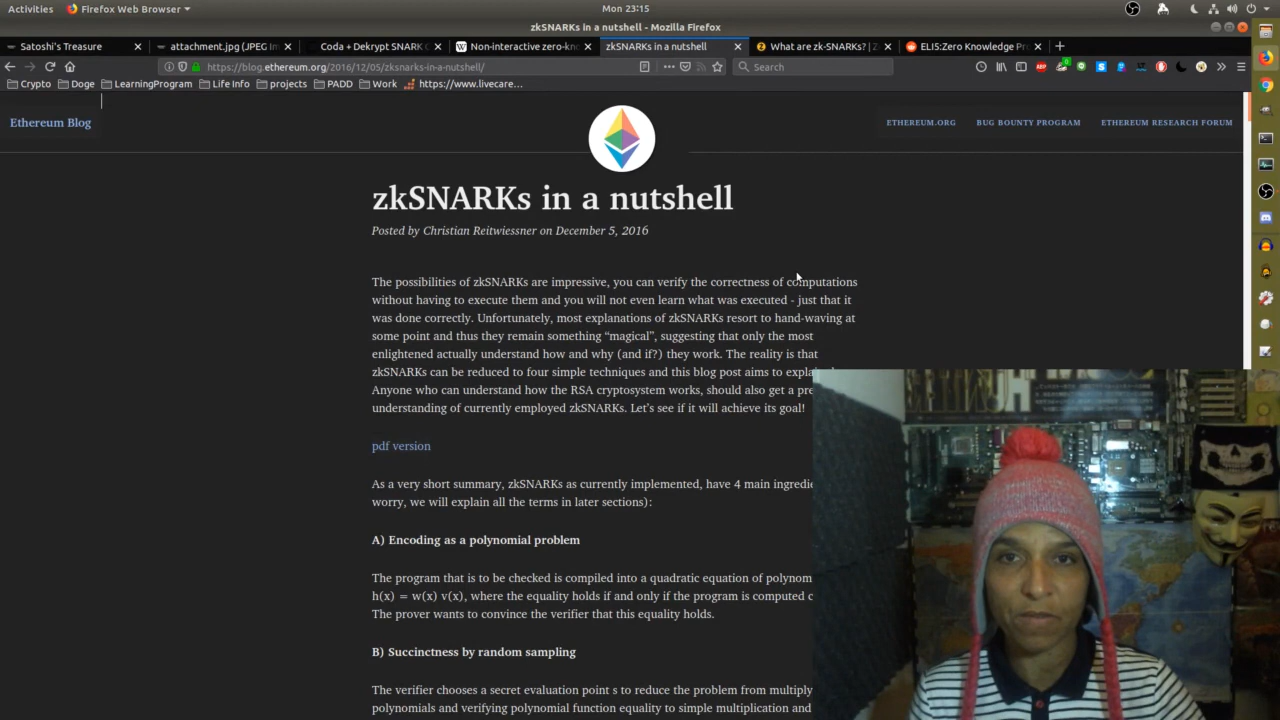 Activities Firefox Web Browser Mon 23:15
zkSNARKs in a nutshell - Mozilla Firefox
Satoshi's Treasure attachment.jpg (JPEG Im Coda + Dekrypt SNARK C Non-interactive zero-kn zkSNARKs in a nutshell What are zk-SNARKs? | Z ELI5:Zero Knowledge Pr
https://blog.ethereum.org/2016/12/05/zksnarks-in-a-nutshell/ Search
Crypto Doge LearningProgram Life Info projects PADD Work https://www.livecare...
Ethereum Blog ETHEREUM.ORG BUG BOUNTY PROGRAM ETHEREUM RESEARCH FORUM
zkSNARKs in a nutshell
Posted by Christian Reitwiessner on December 5, 2016
The possibilities of zkSNARKs are impressive, you can verify the correctness of computations
without having to execute them and you will not even learn what was executed - just that it
was done correctly. Unfortunately, most explanations of zkSNARKs resort to hand-waving at
some point and thus they remain something “magical”, suggesting that only the most
enlightened actually understand how and why (and if?) they work. The reality is that
zkSNARKs can be reduced to four simple techniques and this blog post aims to explai
Anyone who can understand how the RSA cryptosystem works, should also get a pre
understanding of currently employed zkSNARKs. Let’s see if it will achieve its goal!
pdf version
As a very short summary, zkSNARKs as currently implemented, have 4 main ingredie
worry, we will explain all the terms in later sections):
A) Encoding as a polynomial problem
The program that is to be checked is compiled into a quadratic equation of polynom
h(x) = w(x) v(x), where the equality holds if and only if the program is computed c
The prover wants to convince the verifier that this equality holds.
B) Succinctness by random sampling
The verifier chooses a secret evaluation point s to reduce the problem from multiply
polynomials and verifying polynomial function equality to simple multiplication and